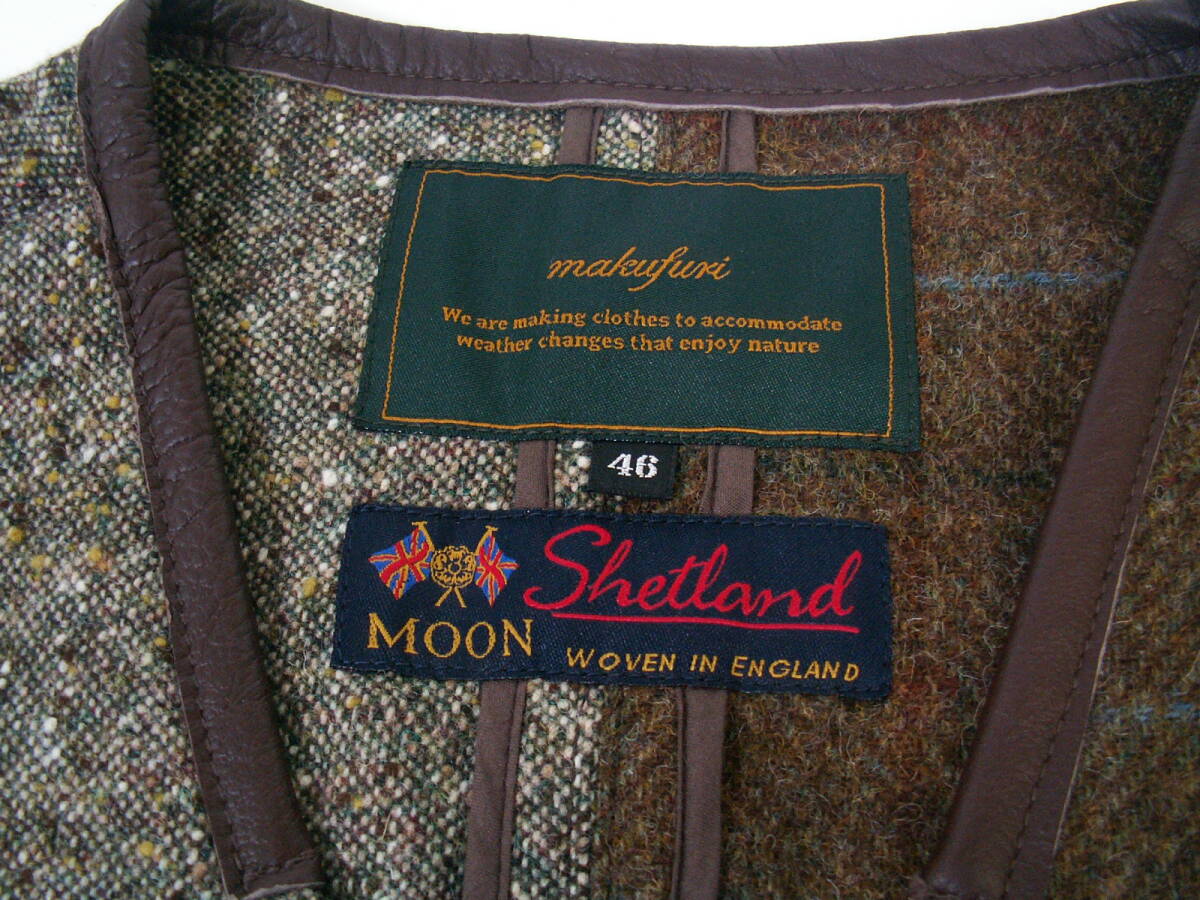 makufuri
We are making clothes to accommodate
weather changes that enjoy nature
46
Shetland
MOON
WOVEN IN ENGLAND